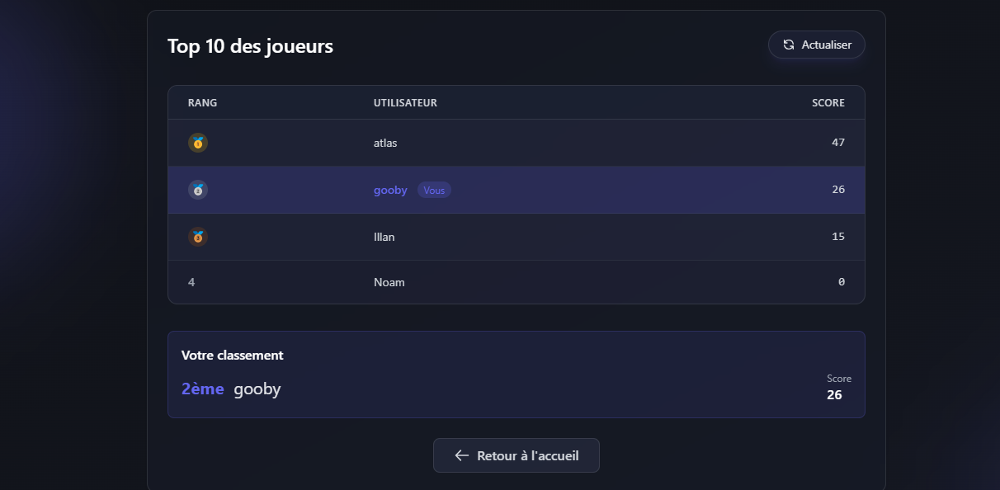 Top 10 des joueurs
Actualiser
RANG UTILISATEUR SCORE
1 atlas 47
2 gooby Vous 26
3 Illan 15
4 Noam 0
Votre classement
2ème gooby
Score
26
Retour à l'accueil